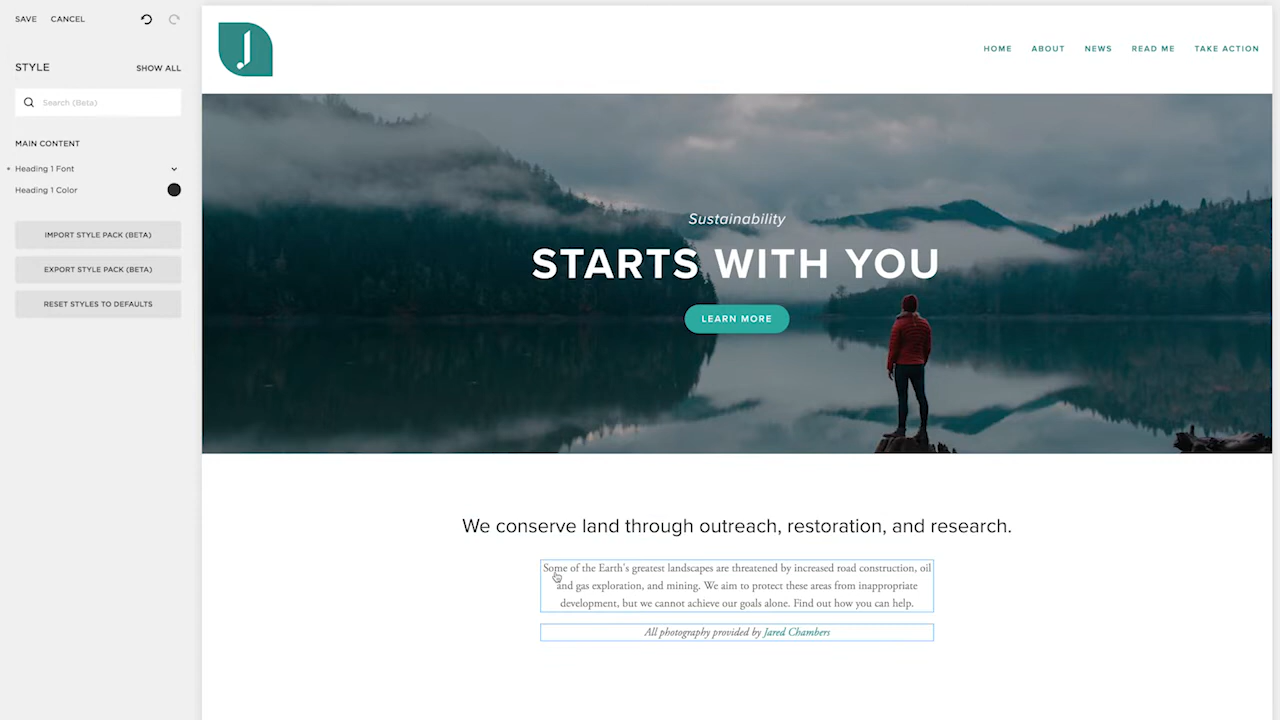 SAVE CANCEL
STYLE SHOW ALL
Search (Beta)
MAIN CONTENT
Heading 1 Font
Heading 1 Color
IMPORT STYLE PACK (BETA)
EXPORT STYLE PACK (BETA)
RESET STYLES TO DEFAULTS
J
HOME ABOUT NEWS READ ME TAKE ACTION
Sustainability
STARTS WITH YOU
LEARN MORE
We conserve land through outreach, restoration, and research.
Some of the Earth's greatest landscapes are threatened by increased road construction, oil
and gas exploration, and mining. We aim to protect these areas from inappropriate
development, but we cannot achieve our goals alone. Find out how you can help.
All photography provided by Jared Chambers